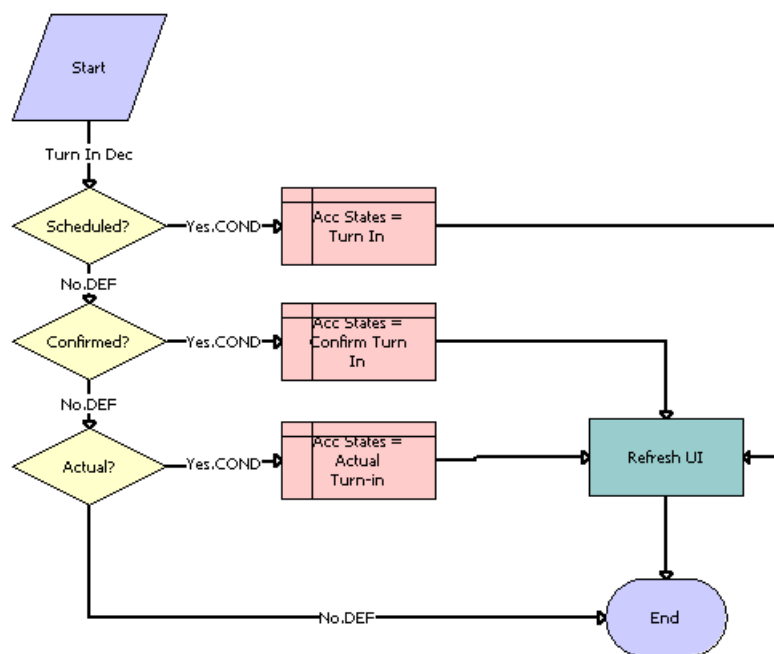 Start
Turn In Dec
Scheduled?
Yes.COND
Acc States =
Turn In
No.DEF
Confirmed?
Yes.COND
Acc States =
Confirm Turn
In
No.DEF
Actual?
Yes.COND
Acc States =
Actual
Turn-in
Refresh UI
No.DEF
End